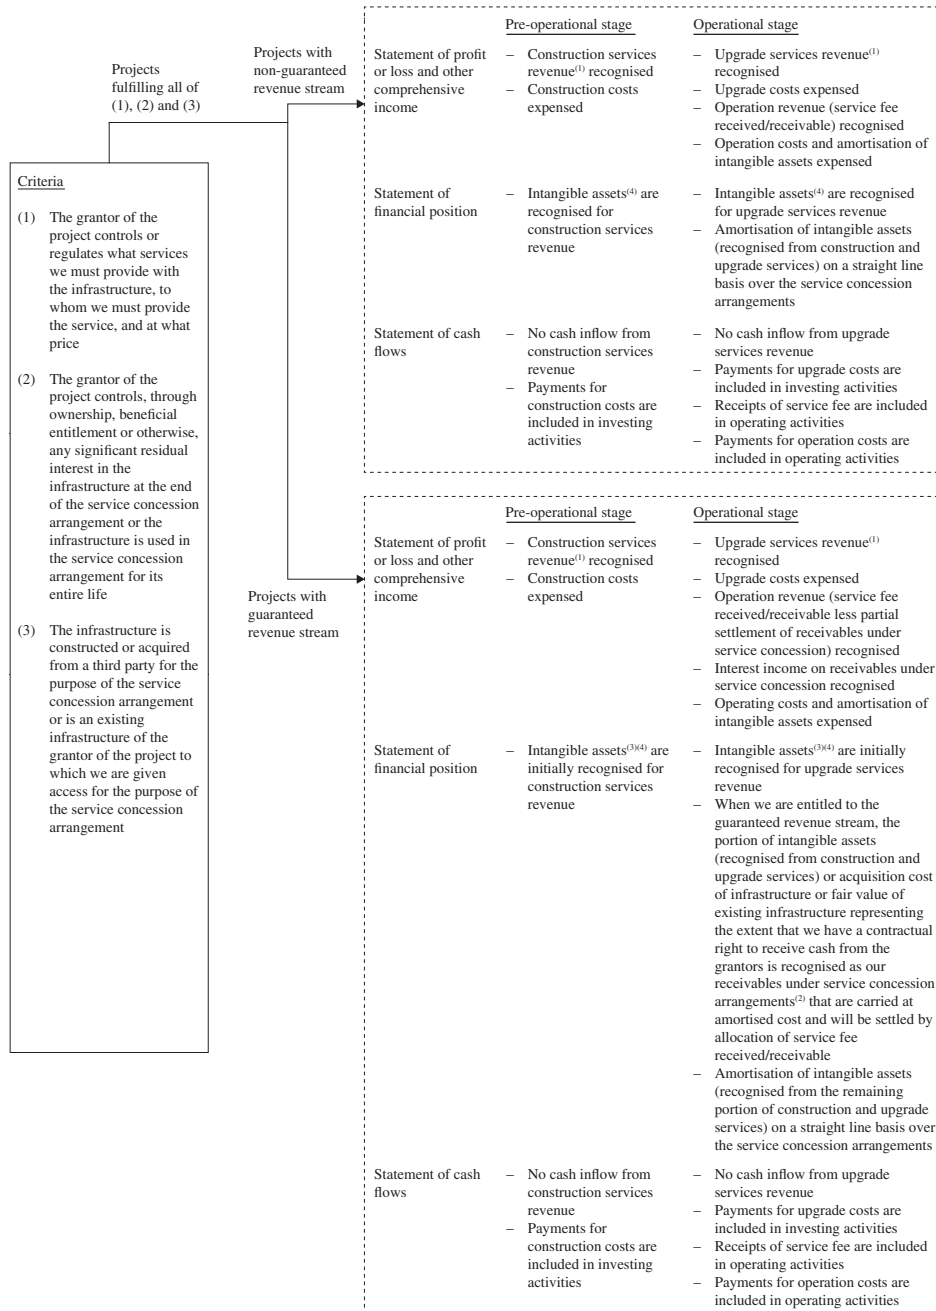 Projects
fulfilling all of
(1), (2) and (3)
Projects with
non-guaranteed
revenue stream
Criteria
(1) The grantor of the
project controls or
regulates what services
we must provide with
the infrastructure, to
whom we must provide
the service, and at what
price
(2) The grantor of the
project controls, through
ownership, beneficial
entitlement or otherwise,
any significant residual
interest in the
infrastructure at the end
of the service concession
arrangement or the
infrastructure is used in
the service concession
arrangement for its
entire life
(3) The infrastructure is
constructed or acquired
from a third party for the
purpose of the service
concession arrangement
or is an existing
infrastructure of the
grantor of the project to
which we are given
access for the purpose of
the service concession
arrangement
Pre-operational stage
Operational stage
Statement of profit
or loss and other
comprehensive
income
– Construction services
revenue(1) recognised
– Construction costs
expensed
– Upgrade services revenue(1)
recognised
– Upgrade costs expensed
– Operation revenue (service fee
received/receivable) recognised
– Operation costs and amortisation of
intangible assets expensed
Statement of
financial position
– Intangible assets(4) are
recognised for
construction services
revenue
– Intangible assets(4) are recognised
for upgrade services revenue
– Amortisation of intangible assets
(recognised from construction and
upgrade services) on a straight line
basis over the service concession
arrangements
Statement of cash
flows
– No cash inflow from
construction services
revenue
– Payments for
construction costs are
included in investing
activities
– No cash inflow from upgrade
services revenue
– Payments for upgrade costs are
included in investing activities
– Receipts of service fee are included
in operating activities
– Payments for operation costs are
included in operating activities
Projects with
guaranteed
revenue stream
Pre-operational stage
Operational stage
Statement of profit
or loss and other
comprehensive
income
– Construction services
revenue(1) recognised
– Construction costs
expensed
– Upgrade services revenue(1)
recognised
– Upgrade costs expensed
– Operation revenue (service fee
received/receivable less partial
settlement of receivables under
service concession) recognised
– Interest income on receivables under
service concession recognised
– Operating costs and amortisation of
intangible assets expensed
Statement of
financial position
– Intangible assets(3)(4) are
initially recognised for
construction services
revenue
– Intangible assets(3)(4) are initially
recognised for upgrade services
revenue
– When we are entitled to the
guaranteed revenue stream, the
portion of intangible assets
(recognised from construction and
upgrade services) or acquisition cost
of infrastructure or fair value of
existing infrastructure representing
the extent that we have a contractual
right to receive cash from the
grantors is recognised as our
receivables under service concession
arrangements(2) that are carried at
amortised cost and will be settled by
allocation of service fee
received/receivable
– Amortisation of intangible assets
(recognised from the remaining
portion of construction and upgrade
services) on a straight line basis over
the service concession arrangements
Statement of cash
flows
– No cash inflow from
construction services
revenue
– Payments for
construction costs are
included in investing
activities
– No cash inflow from upgrade
services revenue
– Payments for upgrade costs are
included in investing activities
– Receipts of service fee are included
in operating activities
– Payments for operation costs are
included in operating activities